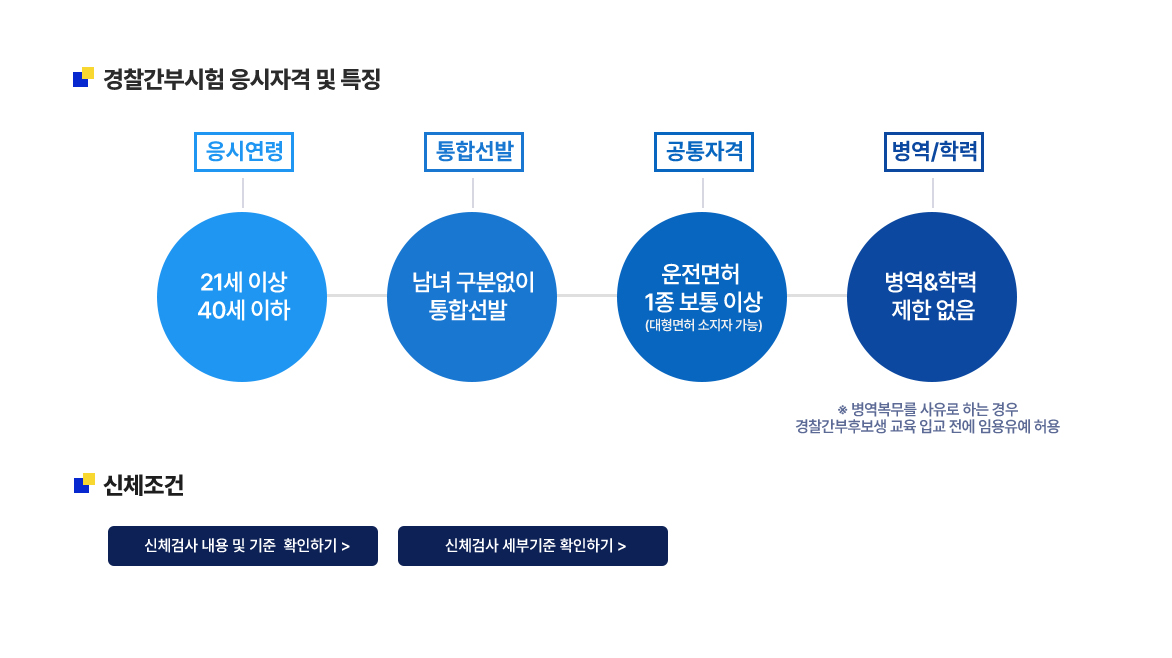 경찰간부시험 응시자격 및 특징
응시연령
통합선발
공통자격
병역/학력
21세 이상
40세 이하
남녀 구분없이
통합선발
운전면허
1종 보통 이상
(대형면허 소지자 가능)
병역&학력
제한 없음
※ 병역복무를 사유로 하는 경우
경찰간부후보생 교육 입교 전에 임용유예 허용
신체조건
신체검사 내용 및 기준 확인하기 >
신체검사 세부기준 확인하기 >